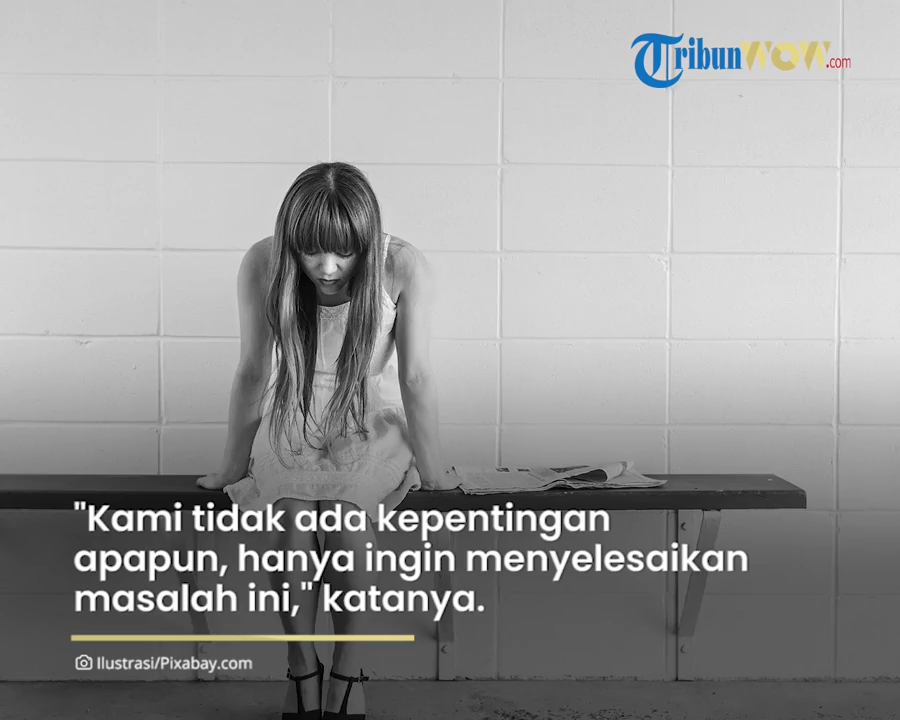 TribunWOW.com
"Kami tidak ada kepentingan
apapun, hanya ingin menyelesaikan
masalah ini," katanya.
Ilustrasi/Pixabay.com